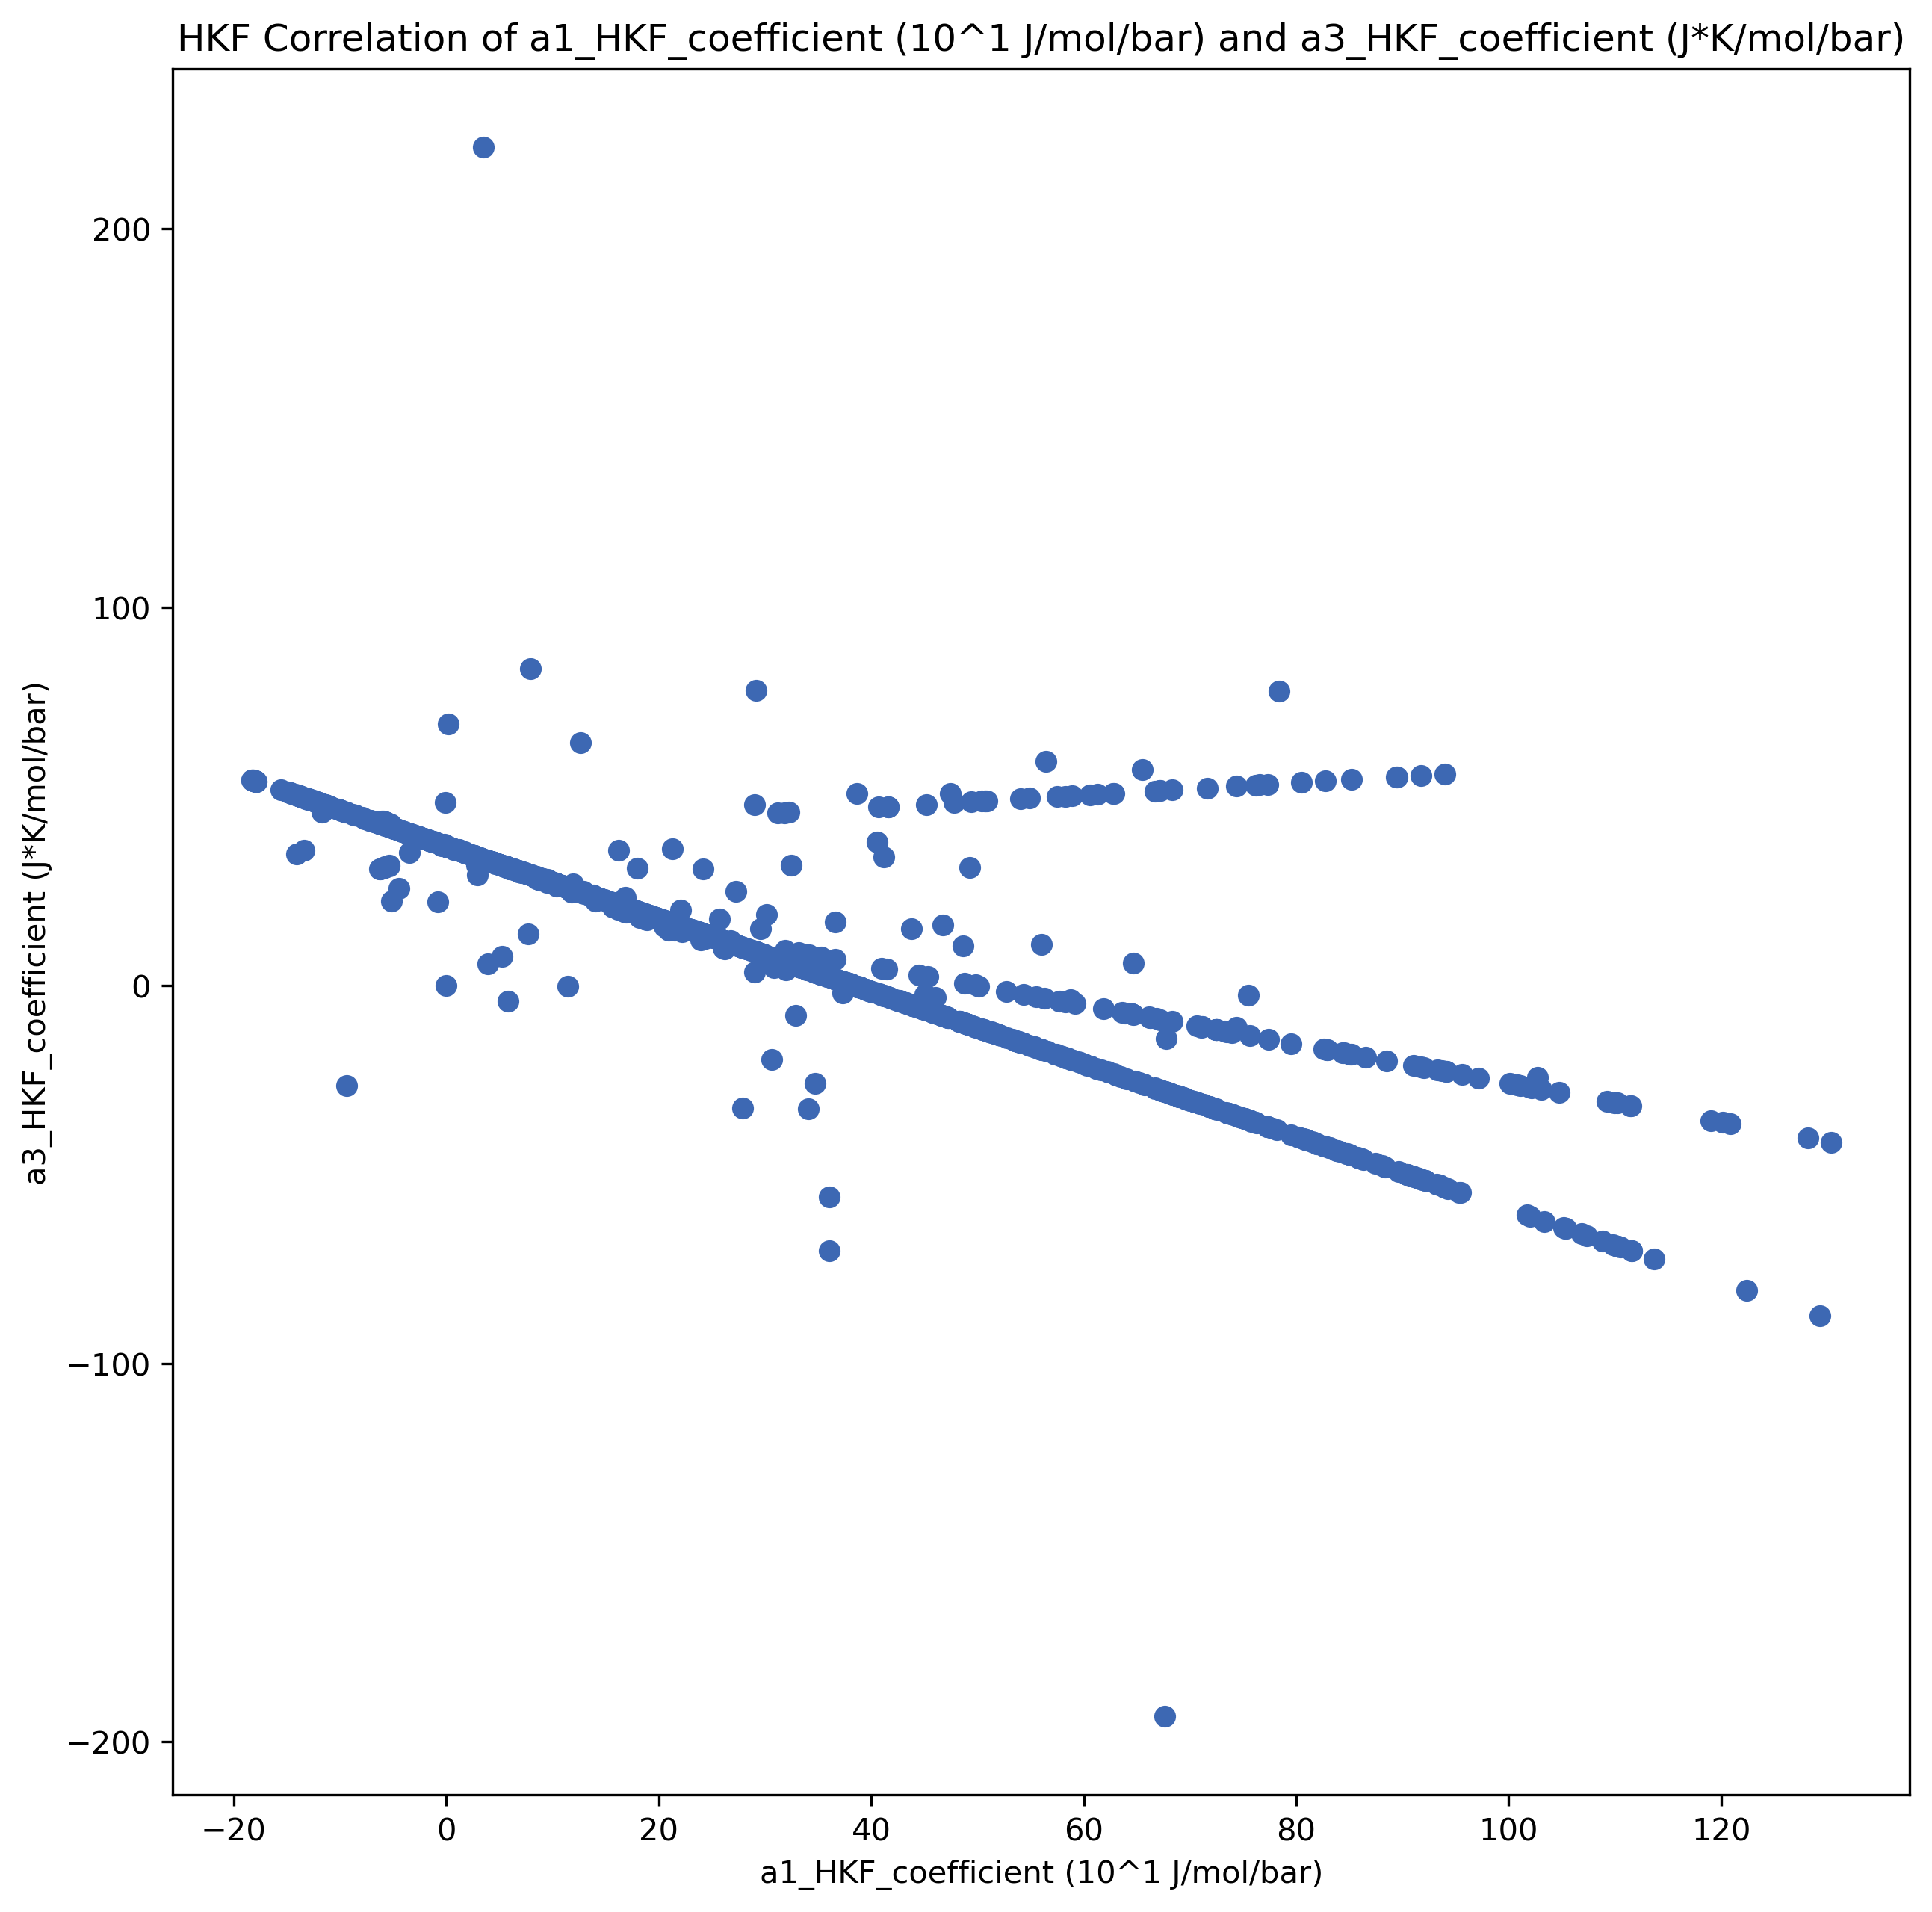 HKF Correlation of a1_HKF_coefficient (10^1 J/mol/bar) and a3_HKF_coefficient (J*K/mol/bar)
a3_HKF_coefficient (J*K/mol/bar)
200
100
0
−100
−200
−20 0 20 40 60 80 100 120
a1_HKF_coefficient (10^1 J/mol/bar)